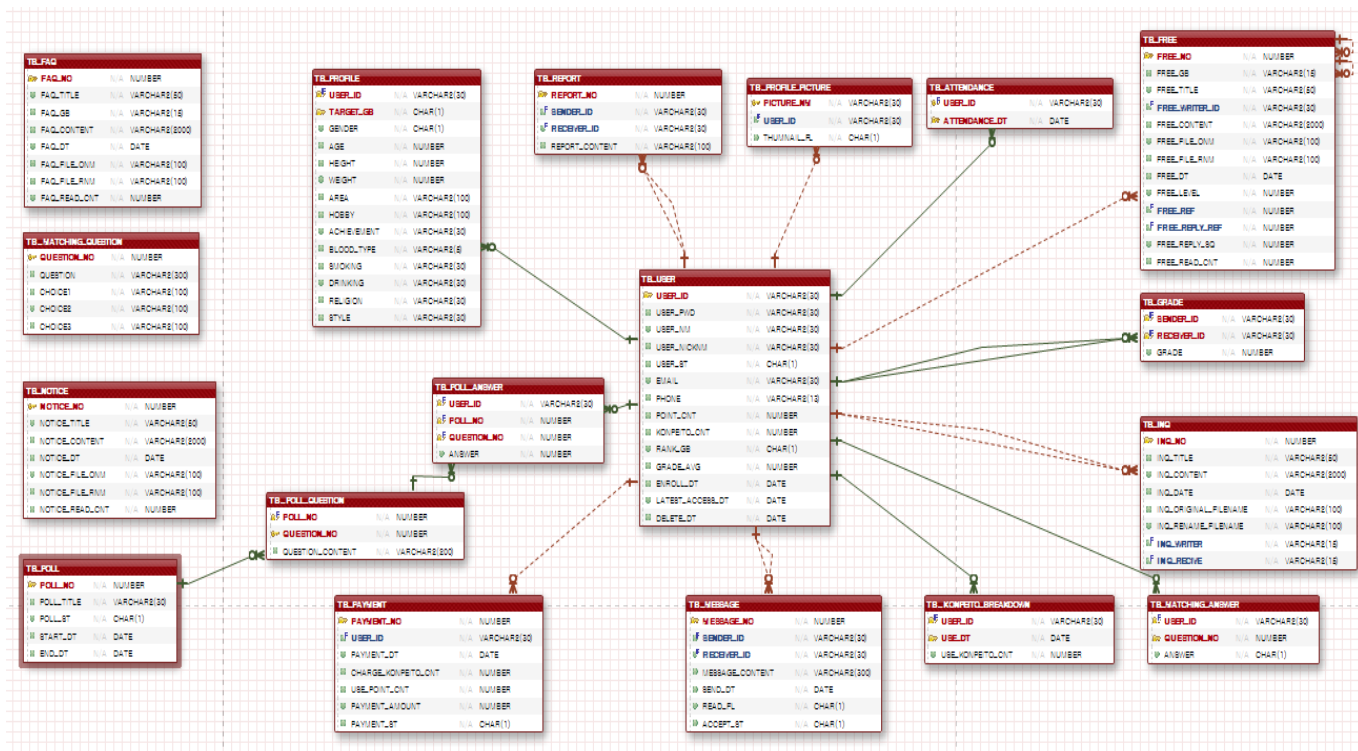 TB_FAQ
FAQ_NO N/A NUMBER
FAQ_TITLE N/A VARCHAR2(50)
FAQ_GB N/A VARCHAR2(15)
FAQ_CONTENT N/A VARCHAR2(2000)
FAQ_DT N/A DATE
FAQ_FILE_ONM N/A VARCHAR2(100)
FAQ_FILE_RNM N/A VARCHAR2(100)
FAQ_READ_CNT N/A NUMBER
TB_MATCHING_QUESTION
QUESTION_NO N/A NUMBER
QUESTION N/A VARCHAR2(300)
CHOICE1 N/A VARCHAR2(100)
CHOICE2 N/A VARCHAR2(100)
CHOICE3 N/A VARCHAR2(100)
TB_NOTICE
NOTICE_NO N/A NUMBER
NOTICE_TITLE N/A VARCHAR2(50)
NOTICE_CONTENT N/A VARCHAR2(2000)
NOTICE_DT N/A DATE
NOTICE_FILE_ONM N/A VARCHAR2(100)
NOTICE_FILE_RNM N/A VARCHAR2(100)
NOTICE_READ_CNT N/A NUMBER
TB_POLL
POLL_NO N/A NUMBER
POLL_TITLE N/A VARCHAR2(30)
POLL_ST N/A CHAR(1)
START_DT N/A DATE
END_DT N/A DATE
TB_PROFILE
USER_ID N/A VARCHAR2(30)
TARGET_GB N/A CHAR(1)
GENDER N/A CHAR(1)
AGE N/A NUMBER
HEIGHT N/A NUMBER
WEIGHT N/A NUMBER
AREA N/A VARCHAR2(100)
HOBBY N/A VARCHAR2(100)
ACHIEVEMENT N/A VARCHAR2(30)
BLOOD_TYPE N/A VARCHAR2(5)
SMOKING N/A VARCHAR2(30)
DRINKING N/A VARCHAR2(30)
RELIGION N/A VARCHAR2(30)
STYLE N/A VARCHAR2(30)
TB_POLL_ANSWER
USER_ID N/A VARCHAR2(30)
POLL_NO N/A NUMBER
QUESTION_NO N/A NUMBER
ANSWER N/A NUMBER
TB_POLL_QUESTION
POLL_NO N/A NUMBER
QUESTION_NO N/A NUMBER
QUESTION_CONTENT N/A VARCHAR2(200)
TB_PAYMENT
PAYMENT_NO N/A NUMBER
USER_ID N/A VARCHAR2(30)
PAYMENT_DT N/A DATE
CHARGE_KONPEITO_CNT N/A NUMBER
USE_POINT_CNT N/A NUMBER
PAYMENT_AMOUNT N/A NUMBER
PAYMENT_ST N/A CHAR(1)
TB_REPORT
REPORT_NO N/A NUMBER
SENDER_ID N/A VARCHAR2(30)
RECEIVER_ID N/A VARCHAR2(30)
REPORT_CONTENT N/A VARCHAR2(100)
TB_PROFILE_PICTURE
PICTURE_NM N/A VARCHAR2(30)
USER_ID N/A VARCHAR2(30)
THUMNAIL_FL N/A CHAR(1)
TB_ATTENDANCE
USER_ID N/A VARCHAR2(30)
ATTENDANCE_DT N/A DATE
TB_USER
USER_ID N/A VARCHAR2(30)
USER_PWD N/A VARCHAR2(30)
USER_NM N/A VARCHAR2(30)
USER_NICKNM N/A VARCHAR2(30)
USER_ST N/A CHAR(1)
EMAIL N/A VARCHAR2(30)
PHONE N/A VARCHAR2(13)
POINT_CNT N/A NUMBER
KONPEITO_CNT N/A NUMBER
RANK_GB N/A CHAR(1)
GRADE_AVG N/A NUMBER
ENROLL_DT N/A DATE
LATEST_ACCESS_DT N/A DATE
DELETE_DT N/A DATE
TB_MESSAGE
MESSAGE_NO N/A NUMBER
SENDER_ID N/A VARCHAR2(30)
RECEIVER_ID N/A VARCHAR2(30)
MESSAGE_CONTENT N/A VARCHAR2(300)
SEND_DT N/A DATE
READ_FL N/A CHAR(1)
ACCEPT_ST N/A CHAR(1)
TB_KONPEITO_BREAKDOWN
USER_ID N/A VARCHAR2(30)
USE_DT N/A DATE
USE_KONPEITO_CNT N/A NUMBER
TB_FREE
FREE_NO N/A NUMBER
FREE_GB N/A VARCHAR2(15)
FREE_TITLE N/A VARCHAR2(50)
FREE_WRITER_ID N/A VARCHAR2(30)
FREE_CONTENT N/A VARCHAR2(2000)
FREE_FILE_ONM N/A VARCHAR2(100)
FREE_FILE_RNM N/A VARCHAR2(100)
FREE_DT N/A DATE
FREE_LEVEL N/A NUMBER
FREE_REF N/A NUMBER
FREE_REPLY_REF N/A NUMBER
FREE_REPLY_SQ N/A NUMBER
FREE_READ_CNT N/A NUMBER
TB_GRADE
SENDER_ID N/A VARCHAR2(30)
RECEIVER_ID N/A VARCHAR2(30)
GRADE N/A NUMBER
TB_INQ
INQ_NO N/A NUMBER
INQ_TITLE N/A VARCHAR2(50)
INQ_CONTENT N/A VARCHAR2(2000)
INQ_DATE N/A DATE
INQ_ORIGINAL_FILENAME N/A VARCHAR2(100)
INQ_RENAME_FILENAME N/A VARCHAR2(100)
INQ_WRITER N/A VARCHAR2(15)
INQ_RECIVE N/A VARCHAR2(15)
TB_MATCHING_ANSWER
USER_ID N/A VARCHAR2(30)
QUESTION_NO N/A NUMBER
ANSWER N/A CHAR(1)